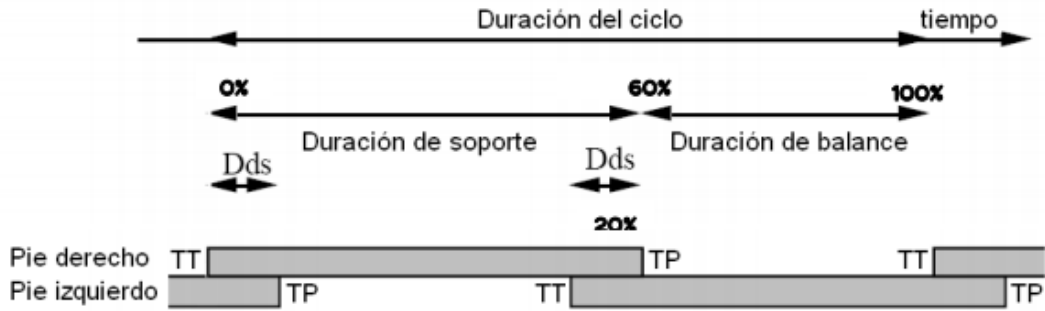 Duración del ciclo tiempo
0% 60% 100%
Duración de soporte Duración de balance
Dds Dds
20%
Pie derecho TT TP TT
Pie izquierdo TP TT TP